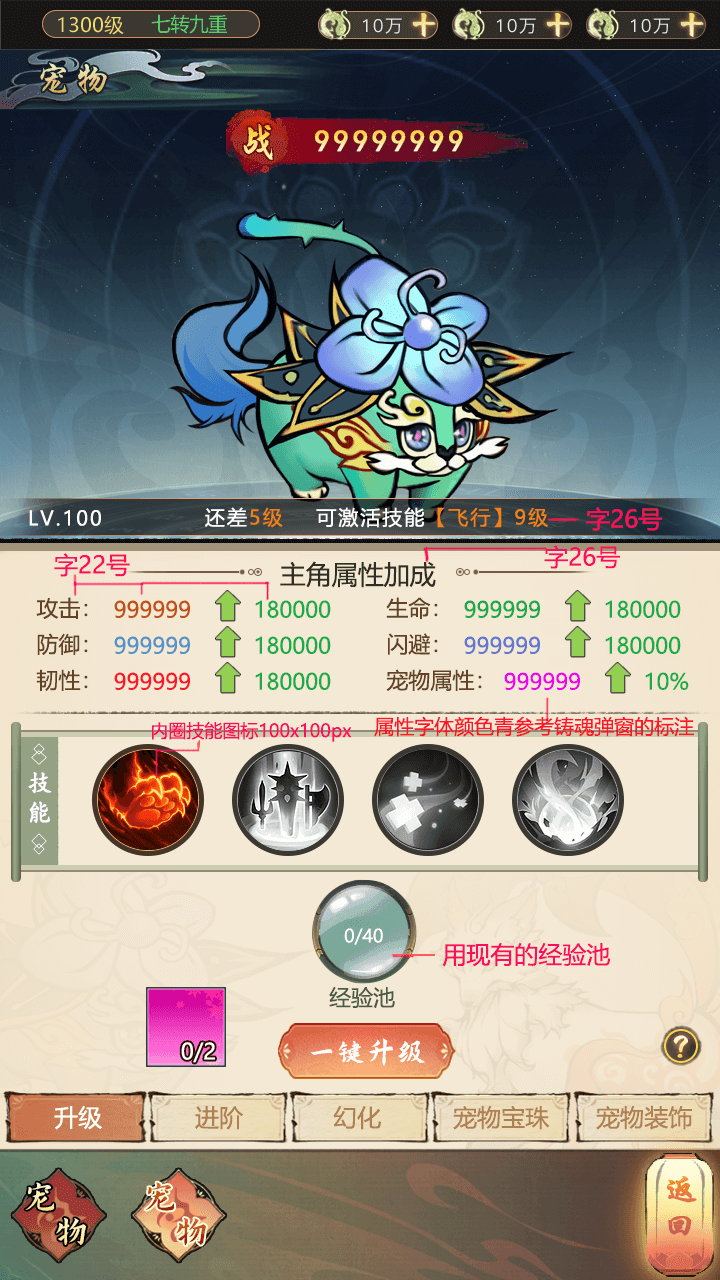 1300级 七转九重 10万 10万 10万
宠物
战 99999999
LV.100 还差5级 可激活技能【飞行】9级 字26号
字22号 字26号
主角属性加成
攻击: 999999 180000 生命: 999999 180000
防御: 999999 180000 闪避: 999999 180000
韧性: 999999 180000 宠物属性: 999999 10%
内圈技能图标100x100px 属性字体颜色青参考铸魂弹窗的标注
技能
0/40
用现有的经验池
经验池
0/2
一键升级
?
升级 进阶 幻化 宠物宝珠 宠物装饰
宠物 宠物 返回